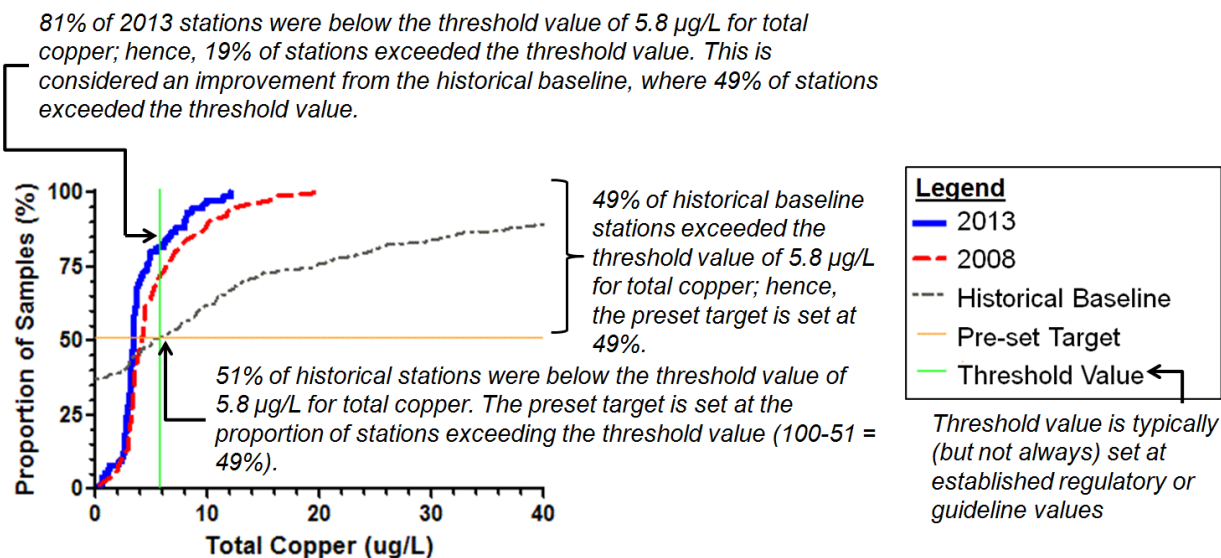 81% of 2013 stations were below the threshold value of 5.8 µg/L for total
copper; hence, 19% of stations exceeded the threshold value. This is
considered an improvement from the historical baseline, where 49% of stations
exceeded the threshold value.
Proportion of Samples (%)
100
75
50
25
0
0
10
20
30
40
Total Copper (ug/L)
49% of historical baseline
stations exceeded the
threshold value of 5.8 µg/L
for total copper; hence,
the preset target is set at
49%.
51% of historical stations were below the threshold value of
5.8 µg/L for total copper. The preset target is set at the
proportion of stations exceeding the threshold value (100-51 =
49%).
Legend
2013
2008
Historical Baseline
Pre-set Target
Threshold Value
Threshold value is typically
(but not always) set at
established regulatory or
guideline values